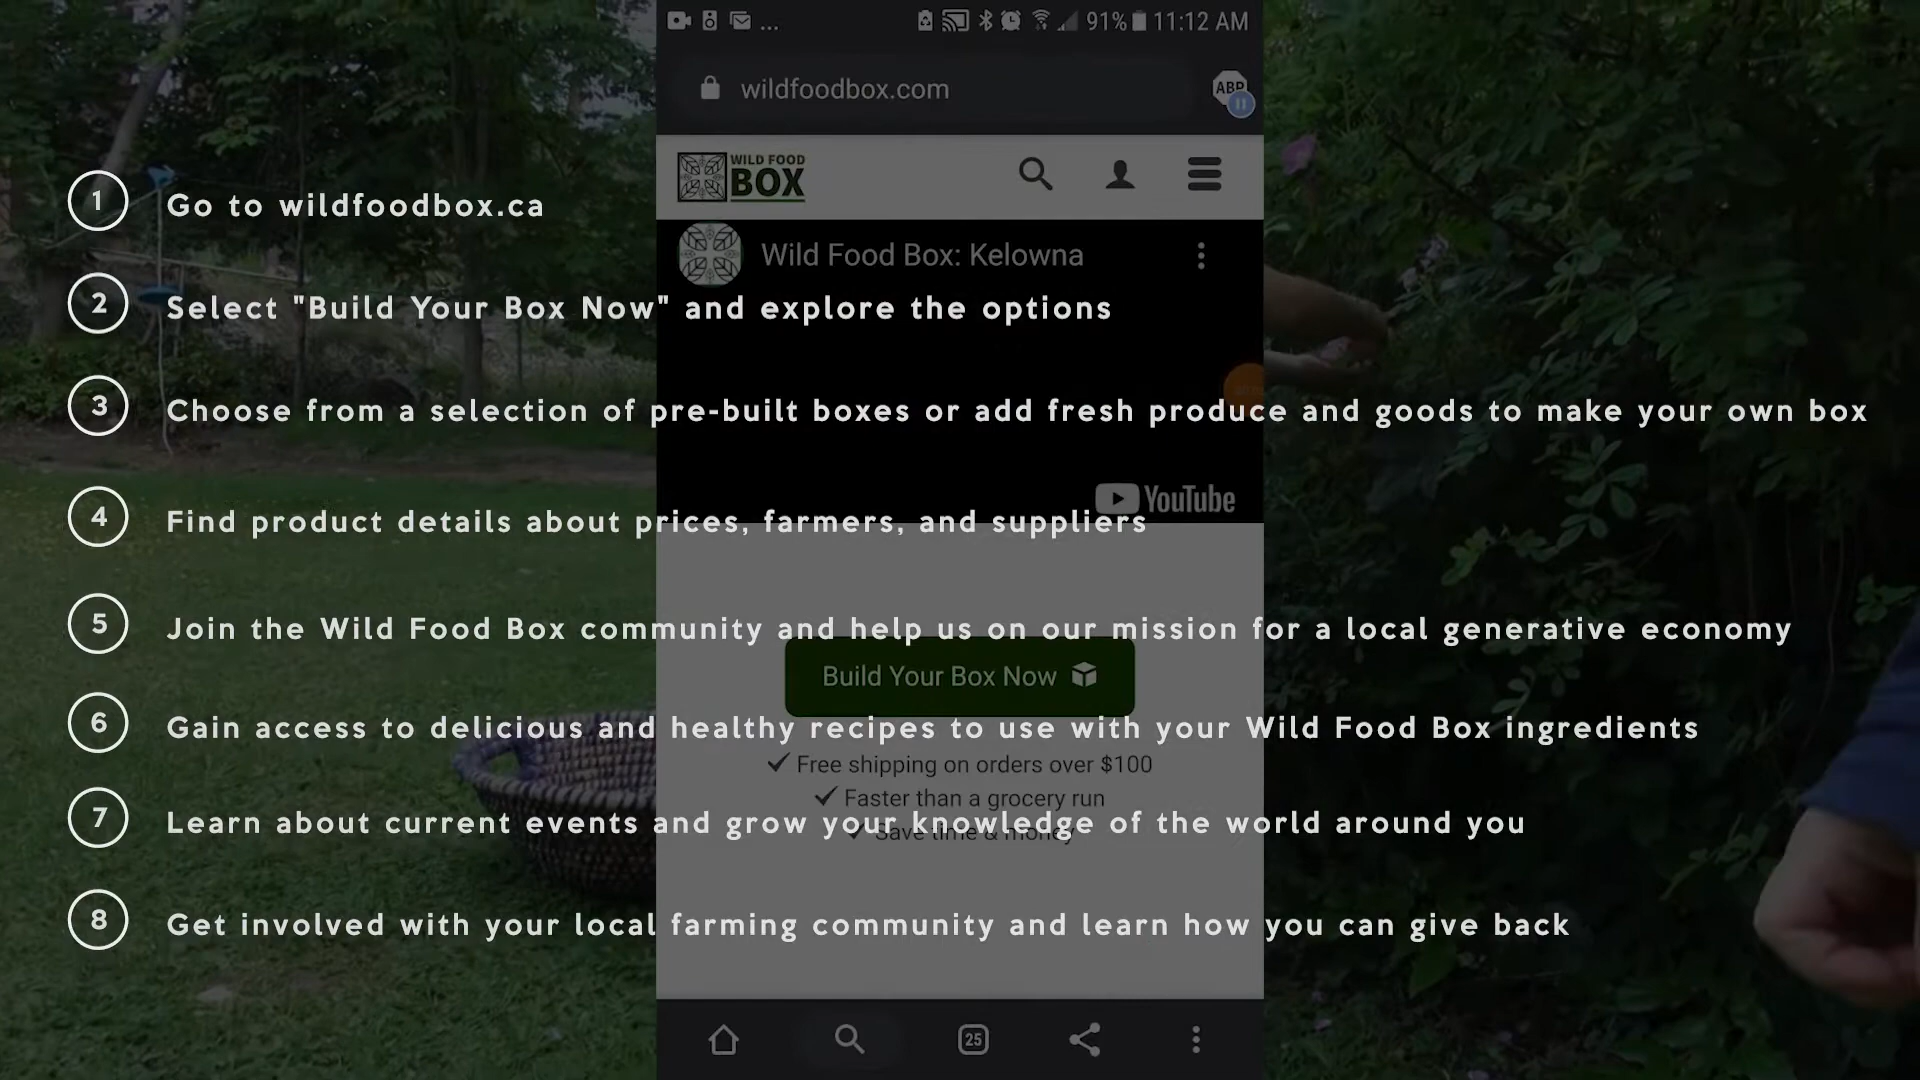 91% 11:12 AM
wildfoodbox.com
ABP
WILD FOOD
BOX
1 Go to wildfoodbox.ca
Wild Food Box: Kelowna
2 Select "Build Your Box Now" and explore the options
3 Choose from a selection of pre-built boxes or add fresh produce and goods to make your own box
YouTube
4 Find product details about prices, farmers, and suppliers
5 Join the Wild Food Box community and help us on our mission for a local generative economy
Build Your Box Now
6 Gain access to delicious and healthy recipes to use with your Wild Food Box ingredients
Free shipping on orders over $100
Faster than a grocery run
7 Learn about current events and grow your knowledge of the world around you
Save time & money
8 Get involved with your local farming community and learn how you can give back
25